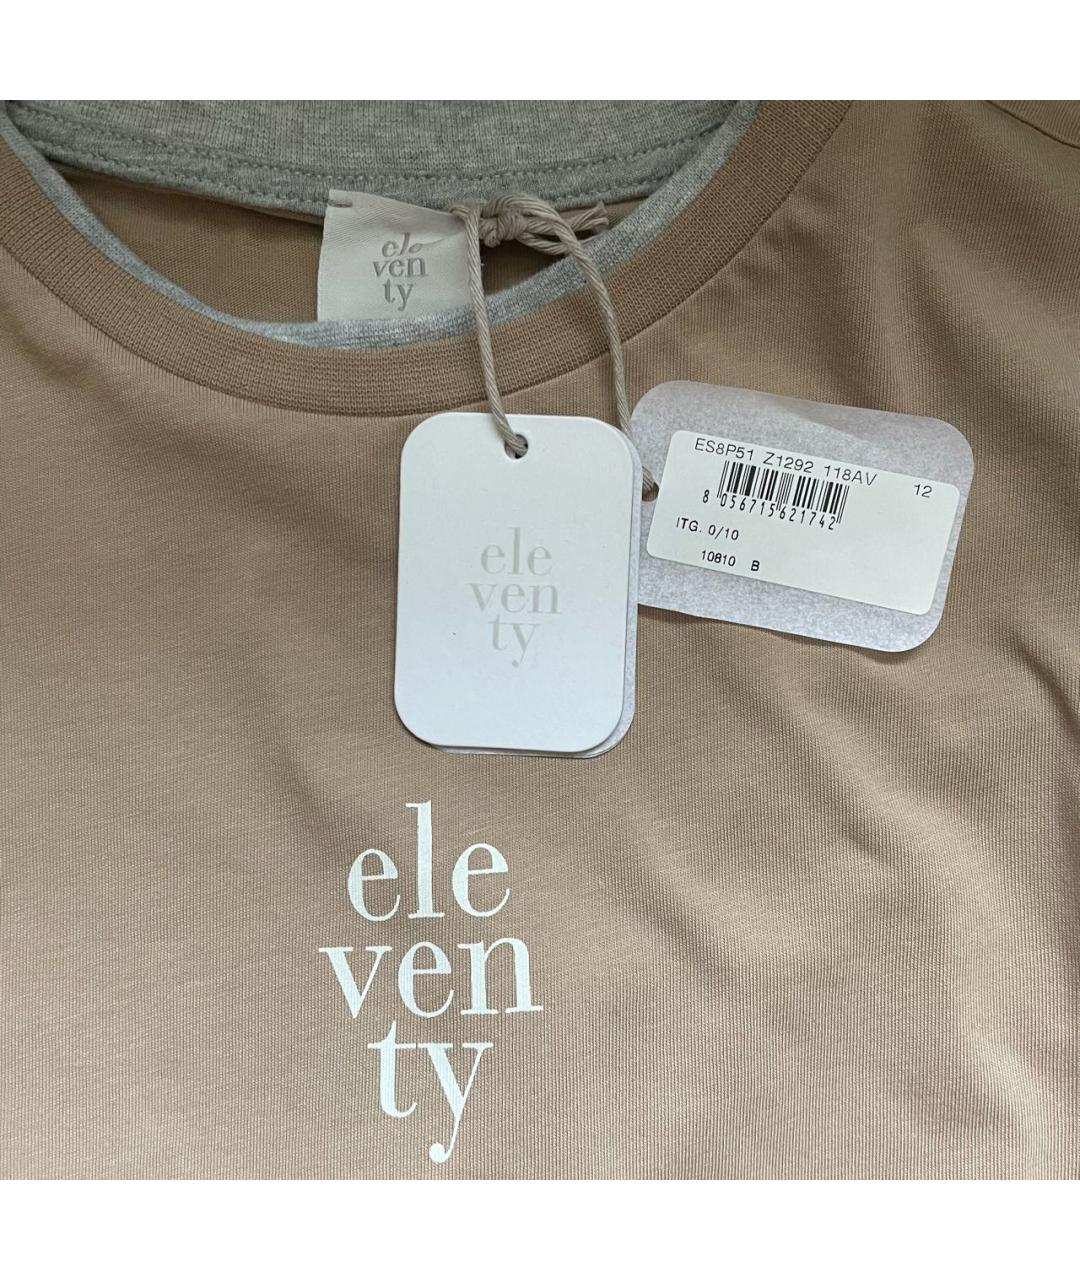 ele
ven
ty
ES8P51 Z1292 118AV 12
8 056715 621742
ITG. 0/10
10810 B
ele
ven
ty
ele
ven
ty